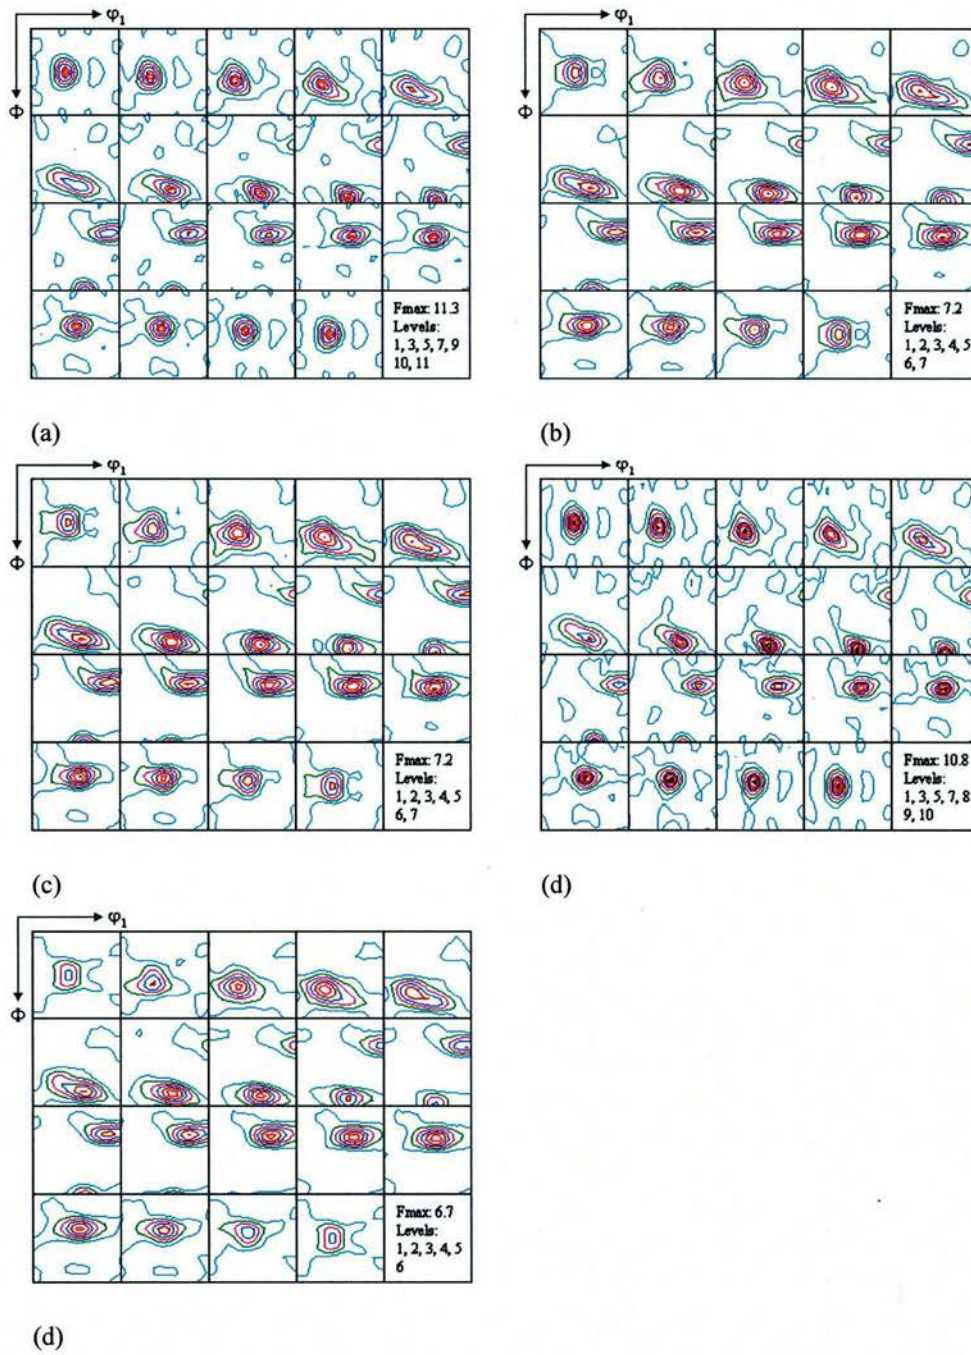 φ1
Φ
Fmax: 11.3
Levels:
1, 3, 5, 7, 9
10, 11
(a)
φ1
Φ
Fmax: 7.2
Levels:
1, 2, 3, 4, 5
6, 7
(b)
φ1
Φ
Fmax: 7.2
Levels:
1, 2, 3, 4, 5
6, 7
(c)
φ1
Φ
Fmax: 10.8
Levels:
1, 3, 5, 7, 8
9, 10
(d)
φ1
Φ
Fmax: 6.7
Levels:
1, 2, 3, 4, 5
6
(d)